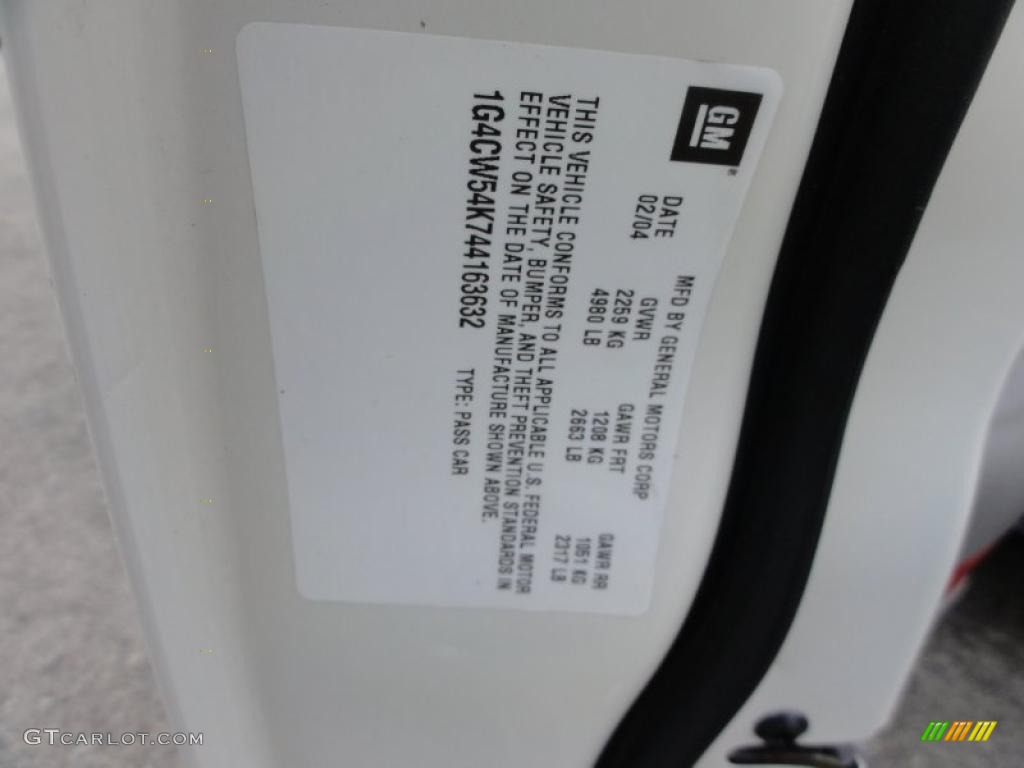 GM
DATE
02/04
MFD BY GENERAL MOTORS CORP
GVWR GAWR FRT GAWR RR
2259 KG 1208 KG 1051 KG
4980 LB 2663 LB 2317 LB
THIS VEHICLE CONFORMS TO ALL APPLICABLE U.S. FEDERAL MOTOR
VEHICLE SAFETY, BUMPER, AND THEFT PREVENTION STANDARDS IN
EFFECT ON THE DATE OF MANUFACTURE SHOWN ABOVE.
1G4CW54K744163632 TYPE: PASS CAR
GTCARLOT.COM